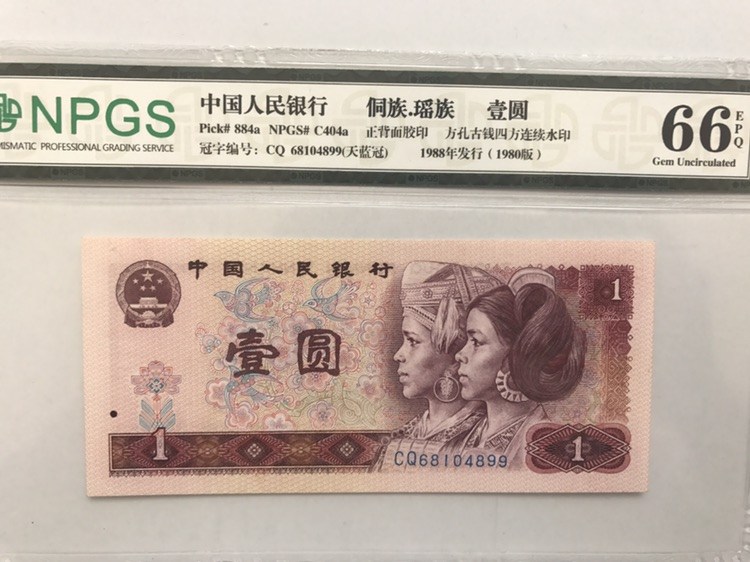 NPGS
ISMATIC PROFESSIONAL GRADING SERVICE
中国人民银行 侗族.瑶族 壹圆
Pick# 884a NPGS# C404a 正背面胶印 方孔古钱四方连续水印
冠字编号: CQ 68104899(天蓝冠) 1988年发行(1980版)
66 EPQ
Gem Uncirculated
中国人民银行
1
壹圆
1
CQ68104899
1